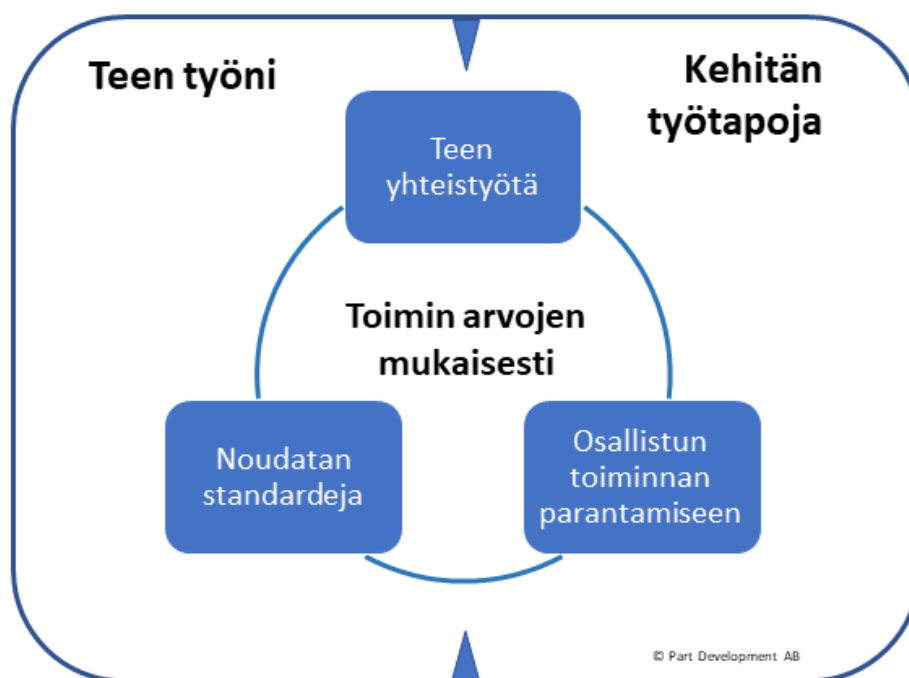 Teen työni
Kehitän
työtapoja
Teen
yhteistyötä
Toimin arvojen
mukaisesti
Noudatan
standardeja
Osallistun
toiminnan
parantamiseen
© Part Development AB